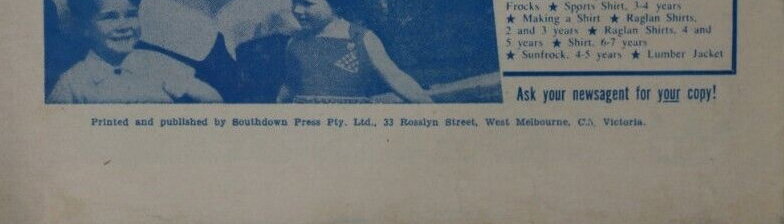 Frocks ★ Sports Shirt, 3-4 years
★ Making a Shirt ★ Raglan Shirts,
2 and 3 years ★ Raglan Shirts, 4 and
5 years ★ Shirt, 6-7 years
★ Sunfrock, 4-5 years ★ Lumber Jacket
Ask your newsagent for your copy!
Printed and published by Southdown Press Pty. Ltd., 33 Rosslyn Street, West Melbourne, C.3, Victoria.